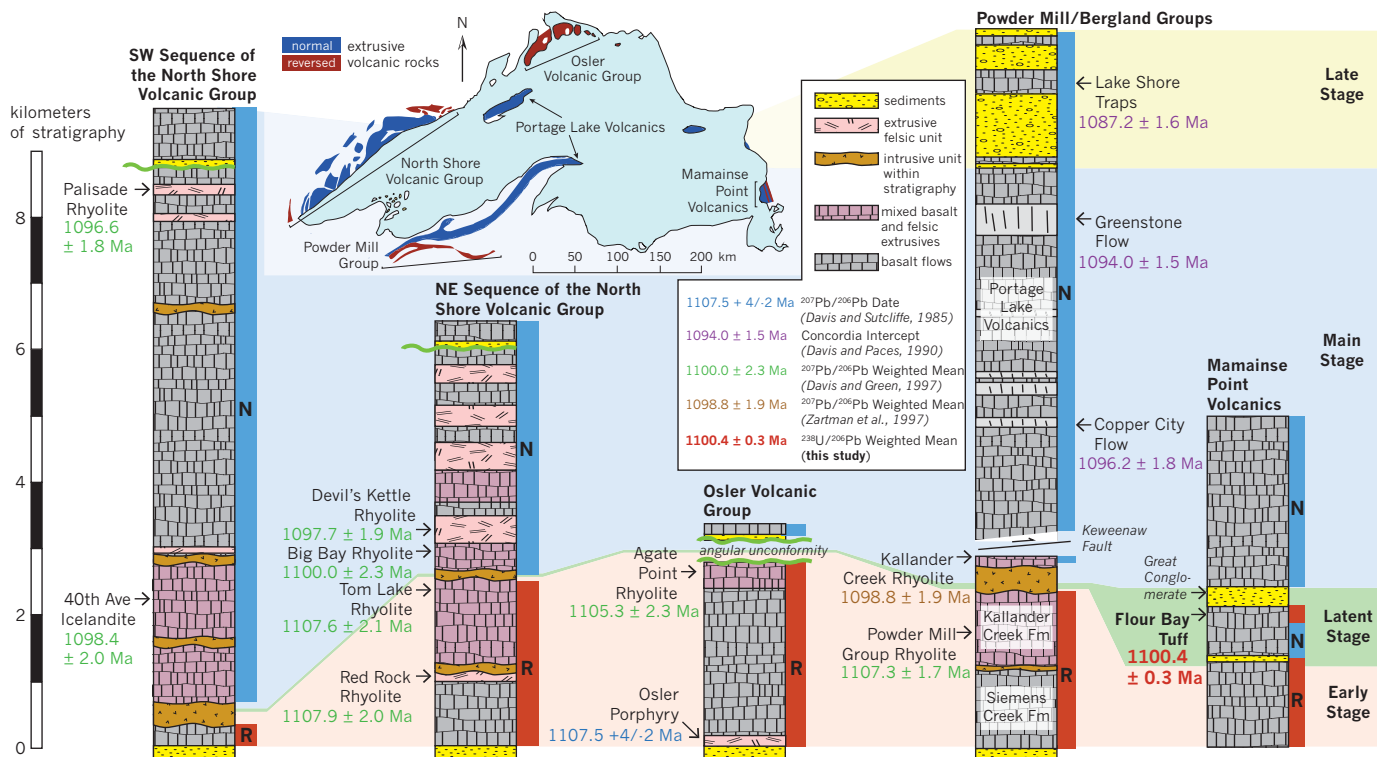 SW Sequence of
the North Shore
Volcanic Group
kilometers
of stratigraphy
8
6
4
2
0
Palisade
Rhyolite
1096.6
± 1.8 Ma
40th Ave
Icelandite
1098.4
± 2.0 Ma
N
R
normal extrusive
reversed volcanic rocks
N
Osler
Volcanic Group
Portage Lake Volcanics
North Shore
Volcanic Group
Mamainse
Point
Volcanics
Powder Mill
Group
0 50 100 150 200 km
NE Sequence of the North
Shore Volcanic Group
Devil's Kettle
Rhyolite
1097.7 ± 1.9 Ma
Big Bay Rhyolite
1100.0 ± 2.3 Ma
Tom Lake
Rhyolite
1107.6 ± 2.1 Ma
Red Rock
Rhyolite
1107.9 ± 2.0 Ma
N
R
sediments
extrusive
felsic unit
intrusive unit
within
stratigraphy
mixed basalt
and felsic
extrusives
basalt flows
1107.5 + 4/-2 Ma 207Pb/206Pb Date
(Davis and Sutcliffe, 1985)
1094.0 ± 1.5 Ma Concordia Intercept
(Davis and Paces, 1990)
1100.0 ± 2.3 Ma 207Pb/206Pb Weighted Mean
(Davis and Green, 1997)
1098.8 ± 1.9 Ma 207Pb/206Pb Weighted Mean
(Zartman et al., 1997)
1100.4 ± 0.3 Ma 238U/206Pb Weighted Mean
(this study)
Osler Volcanic
Group
angular unconformity
Agate
Point
Rhyolite
1105.3 ± 2.3 Ma
Osler
Porphyry
1107.5 +4/-2 Ma
R
Powder Mill/Bergland Groups
Lake Shore
Traps
1087.2 ± 1.6 Ma
Greenstone
Flow
1094.0 ± 1.5 Ma
Portage
Lake
Volcanics
N
Copper City
Flow
1096.2 ± 1.8 Ma
Keweenaw
Fault
Kallander
Creek Rhyolite
1098.8 ± 1.9 Ma
Kallander
Creek Fm
Powder Mill
Group Rhyolite
1107.3 ± 1.7 Ma
Siemens
Creek Fm
R
Mamainse
Point
Volcanics
N
Great
Conglo-
merate
Flour Bay
Tuff
1100.4
± 0.3 Ma
N
R
Late
Stage
Main
Stage
Latent
Stage
Early
Stage